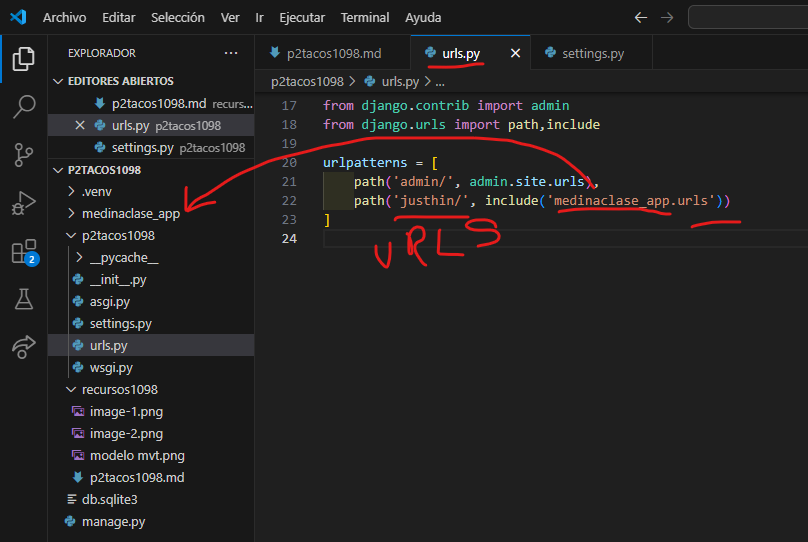 Archivo Editar Selección Ver Ir Ejecutar Terminal Ayuda
EXPLORADOR ...
EDITORES ABIERTOS
p2tacos1098.md recurs...
urls.py p2tacos1098
settings.py p2tacos1098
P2TACOS1098
.venv
medinaclase_app
p2tacos1098
__pycache__
__init__.py
asgi.py
settings.py
urls.py
wsgi.py
recursos1098
image-1.png
image-2.png
modelo mvt.png
p2tacos1098.md
db.sqlite3
manage.py
2
p2tacos1098.md urls.py settings.py
p2tacos1098 > urls.py > ...
17 from django.contrib import admin
18 from django.urls import path,include
19
20 urlpatterns = [
21 path('admin/', admin.site.urls),
22 path('justhin/', include('medinaclase_app.urls'))
23 ]
24
URLS